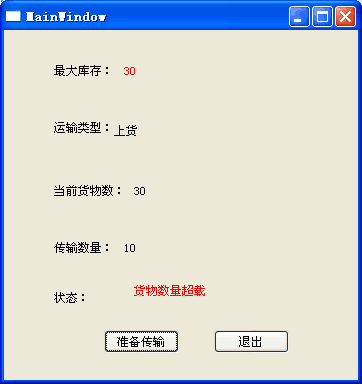 MainWindow
最大库存： 30
运输类型：上货
当前货物数： 30
传输数量： 10
状态： 货物数量超载
准备传输 退出